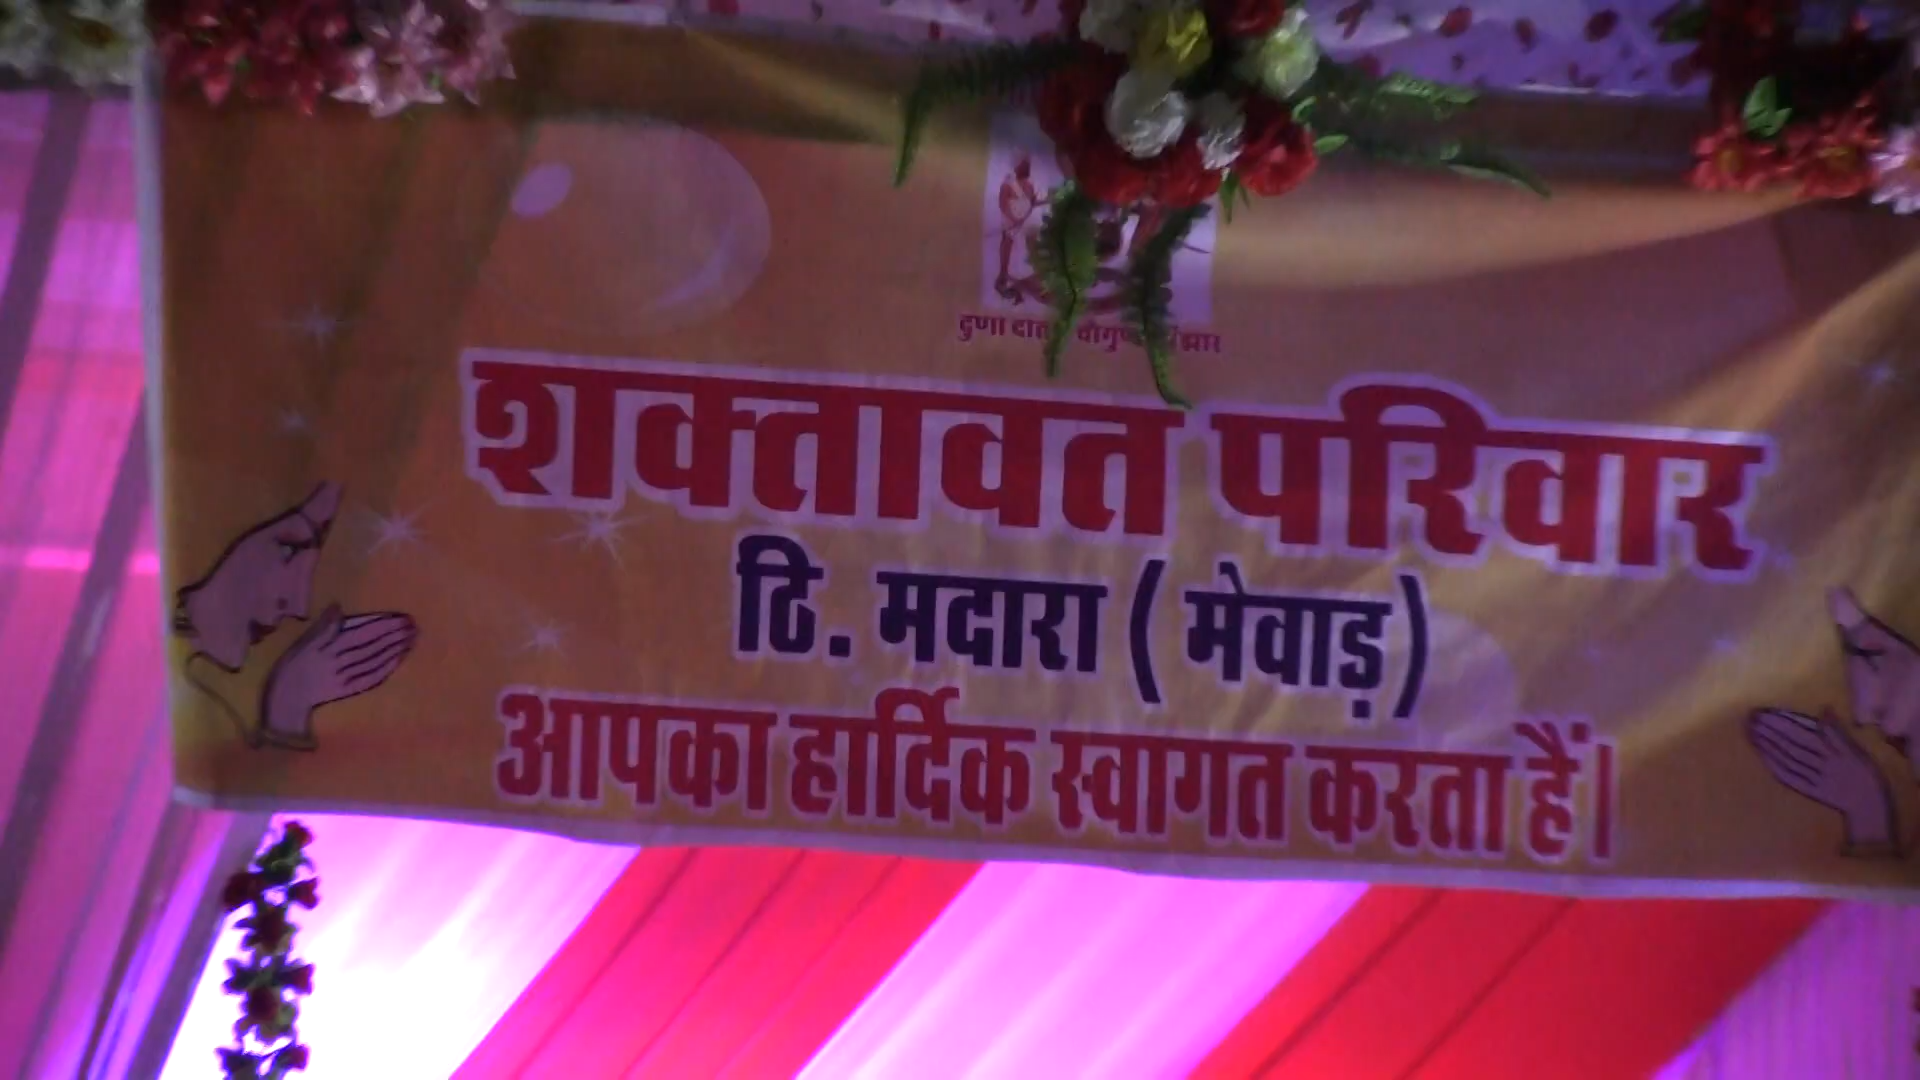 दुणा दातार चौगुणा झुंझार
शक्तावत परिवार
ठि. मदारा ( मेवाड़ )
आपका हार्दिक स्वागत करता हैं।